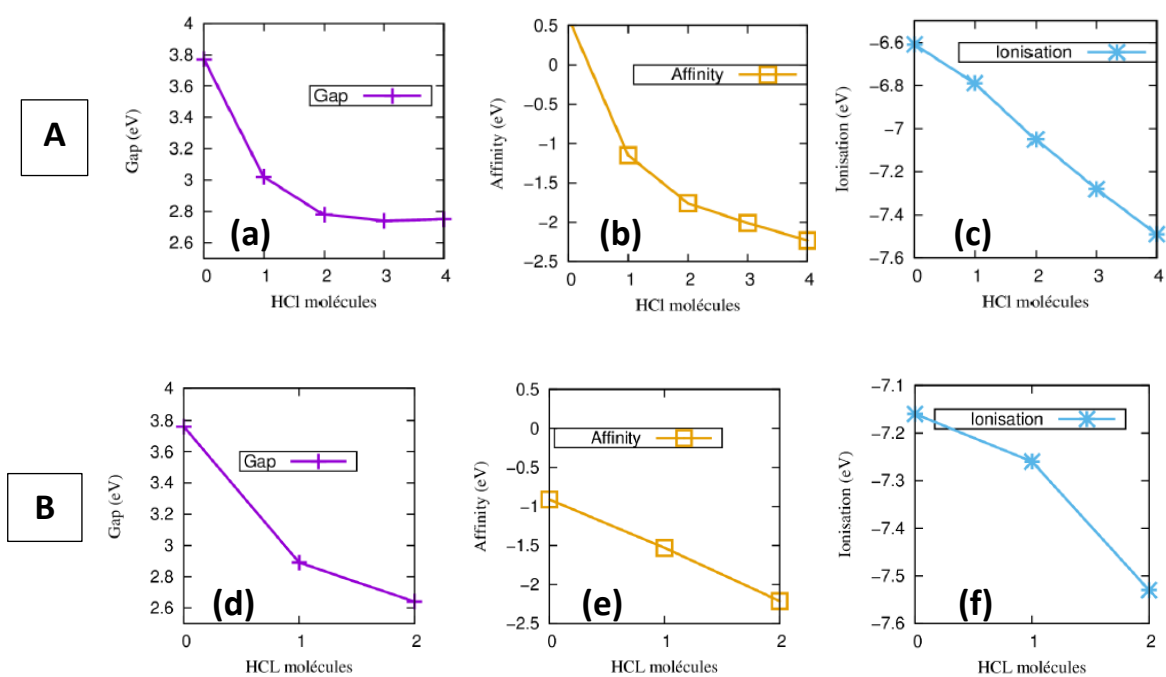 A
4
3.8
3.6
3.4
3.2
3
2.8
2.6
Gap (eV)
Gap
(a)
0 1 2 3 4
HCl molécules
0.5
0
−0.5
−1
−1.5
−2
−2.5
Affinity (eV)
Affinity
(b)
0 1 2 3 4
HCl molécules
−6.6
−6.8
−7
−7.2
−7.4
−7.6
Ionisation (eV)
Ionisation
(c)
0 1 2 3 4
HCl molécules
B
4
3.8
3.6
3.4
3.2
3
2.8
2.6
Gap (eV)
Gap
(d)
0 1 2
HCL molécules
0.5
0
−0.5
−1
−1.5
−2
−2.5
Affinity (eV)
Affinity
(e)
0 1 2
HCL molécules
−7.1
−7.2
−7.3
−7.4
−7.5
−7.6
Ionisation (eV)
Ionisation
(f)
0 1 2
HCL molécules